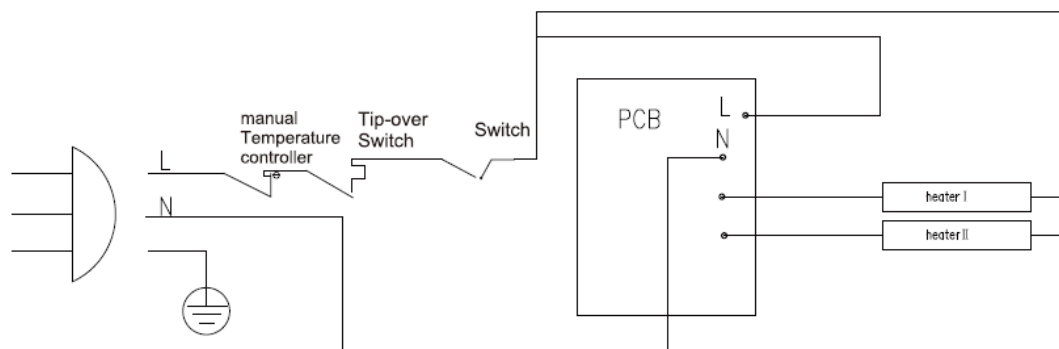 manual
Temperature
controller
Tip-over
Switch
Switch
L
N
PCB
L
N
heater I
heater II